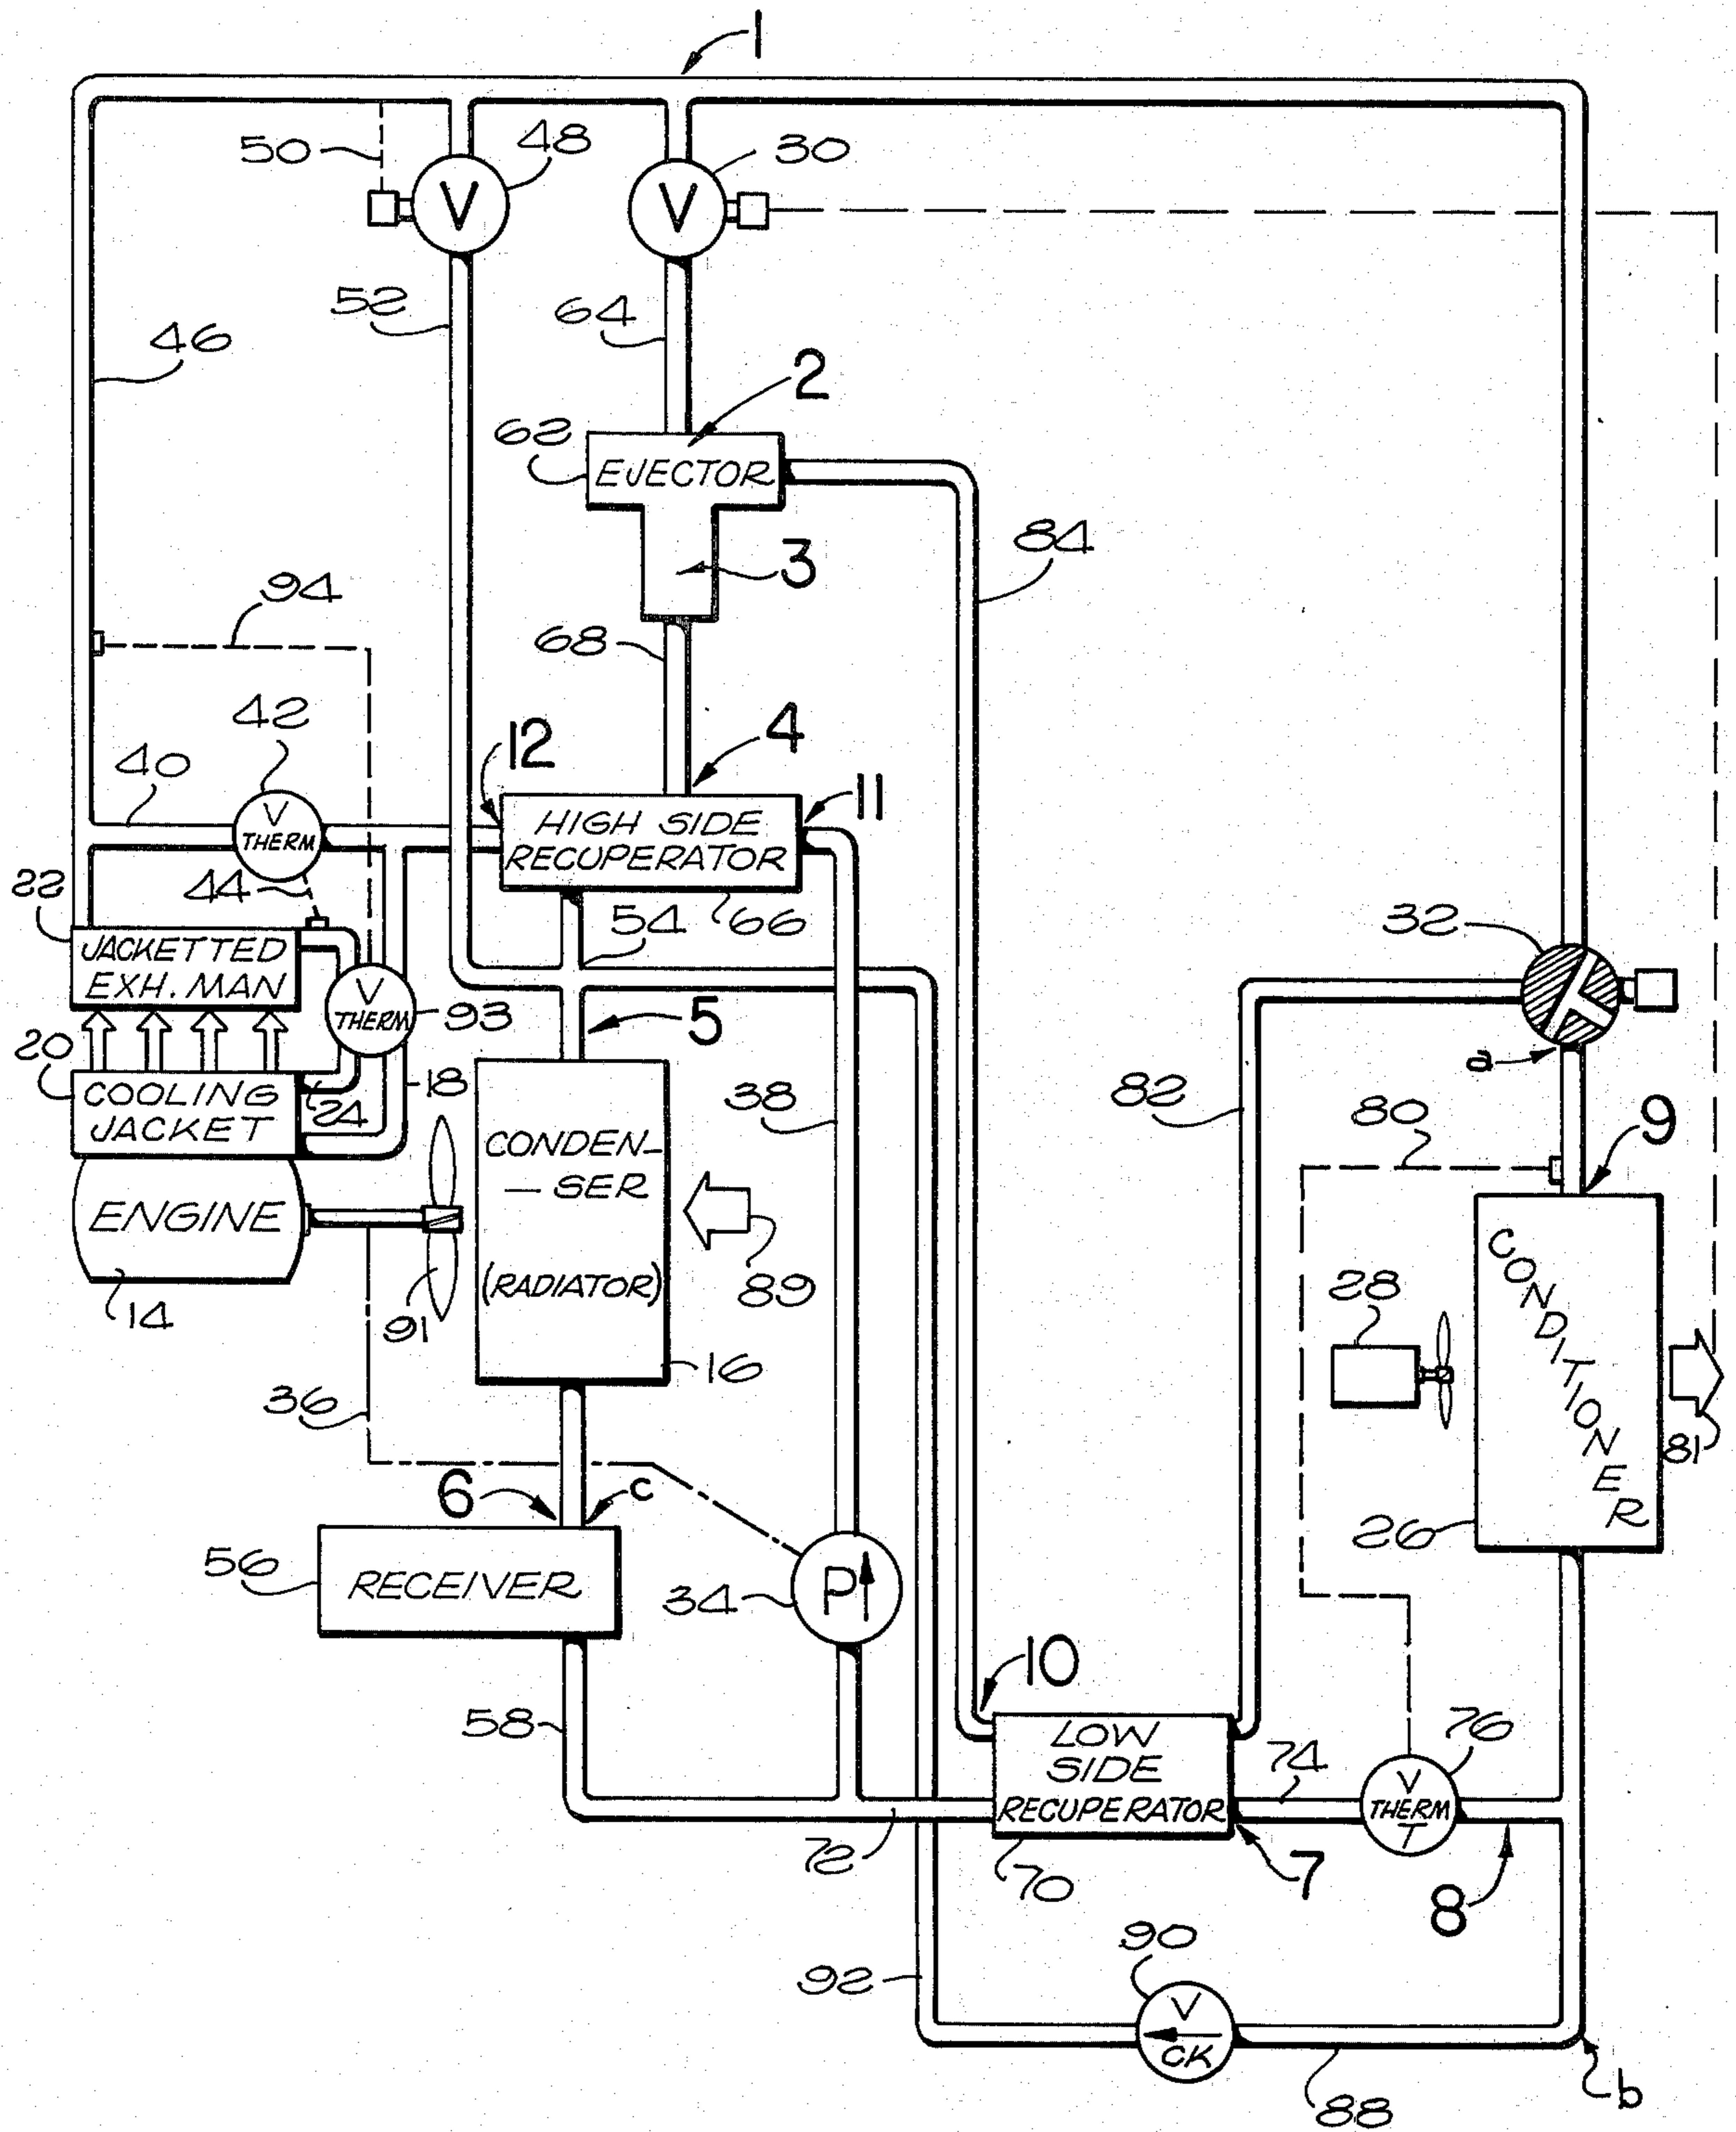 1
50
48
V
30
V
52
64
46
2
62
EJECTOR
84
3
94
68
42
12
4
40
V
THERM
11
HIGH SIDE
RECUPERATOR
44
22
66
54
32
JACKETTED
EXH. MAN
V
THERM
93
5
20
a
COOLING
JACKET
24
18
38
82
80
9
CONDEN-
-SER
ENGINE
(RADIATOR)
89
28
CONDITIONER
14
91
16
36
81
6
c
26
56
RECEIVER
34
P
10
58
LOW
SIDE
RECUPERATOR
74
76
V
THERM
T
72
70
7
8
90
92
V
CK
b
88